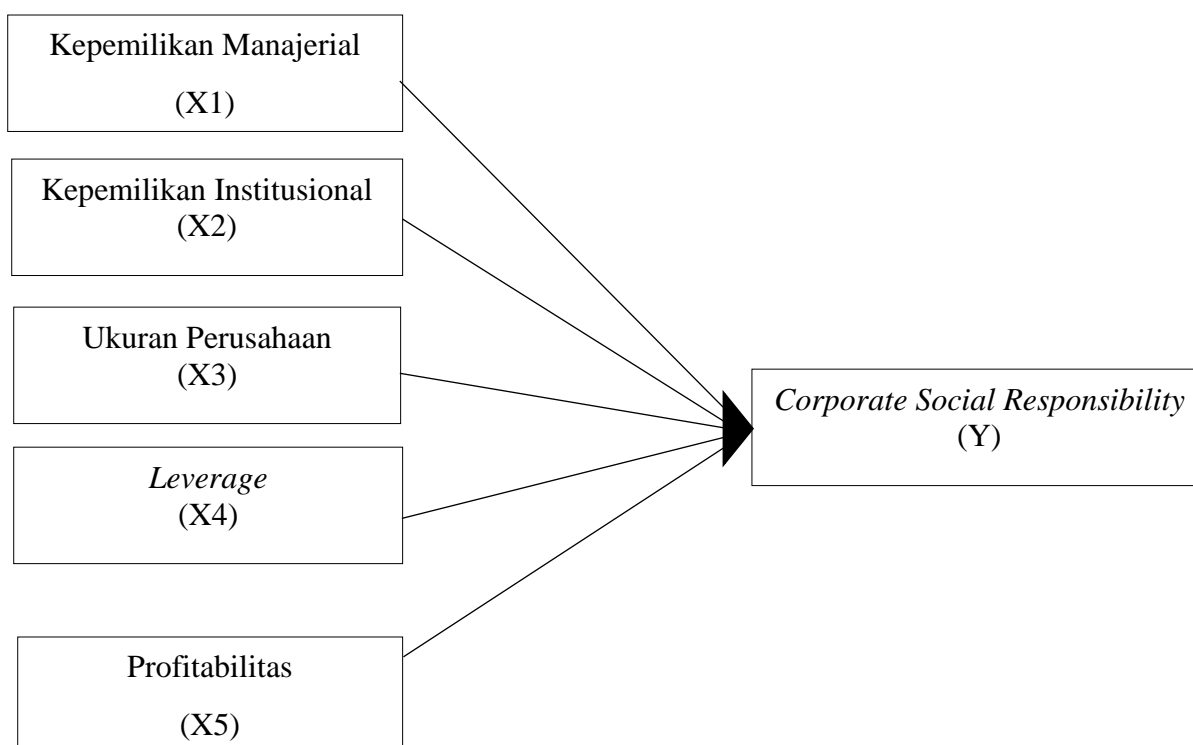 Kepemilikan Manajerial
(X1)
Kepemilikan Institusional
(X2)
Ukuran Perusahaan
(X3)
Leverage
(X4)
Corporate Social Responsibility
(Y)
Profitabilitas
(X5)